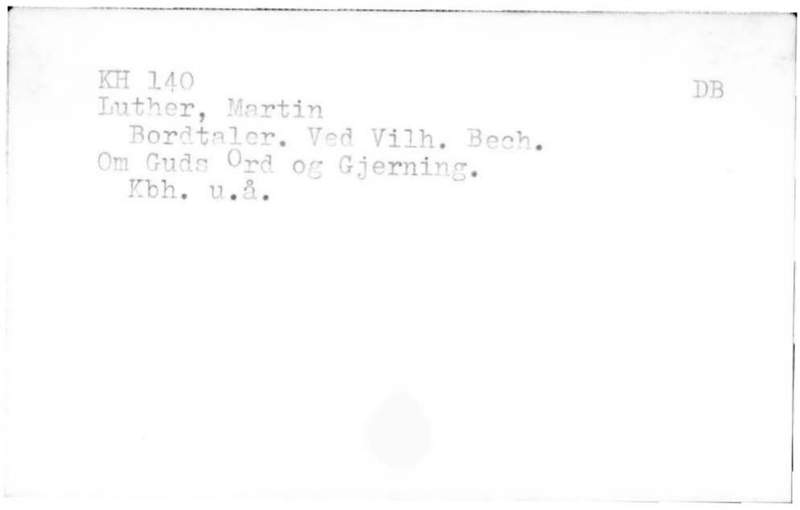 KH 140 DB
Luther, Martin
Bordtaler. Ved Vilh. Bech.
Om Guds Ord og Gjerning.
Kbh. u.å.